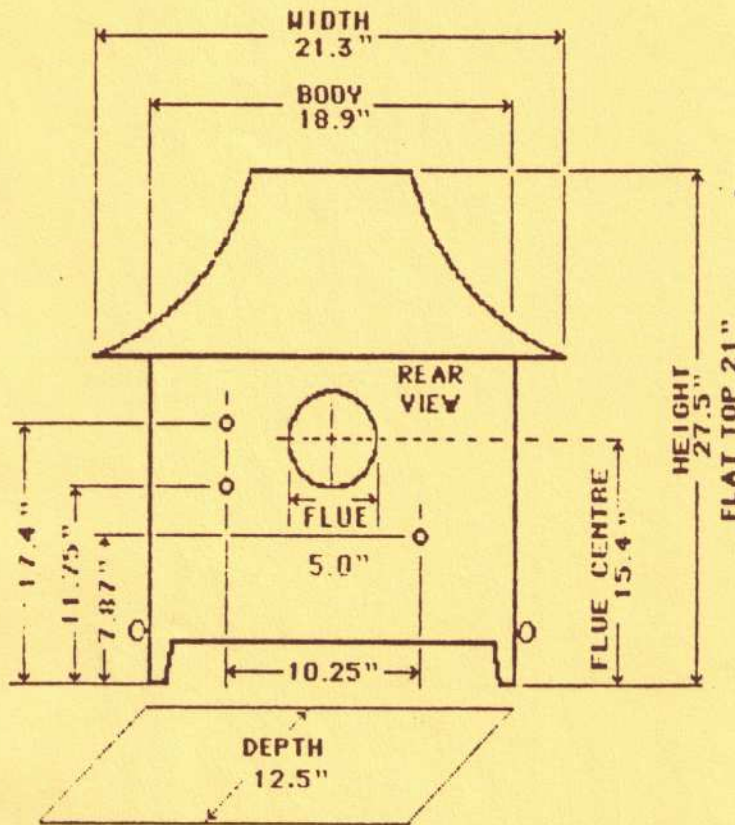 WIDTH
21.3"
BODY
18.9"
REAR
VIEW
FLUE
5.0"
17.4"
11.75"
7.87"
10.25"
FLUE CENTRE
15.4"
HEIGHT
27.5"
FLAT TOP 21"
DEPTH
12.5"